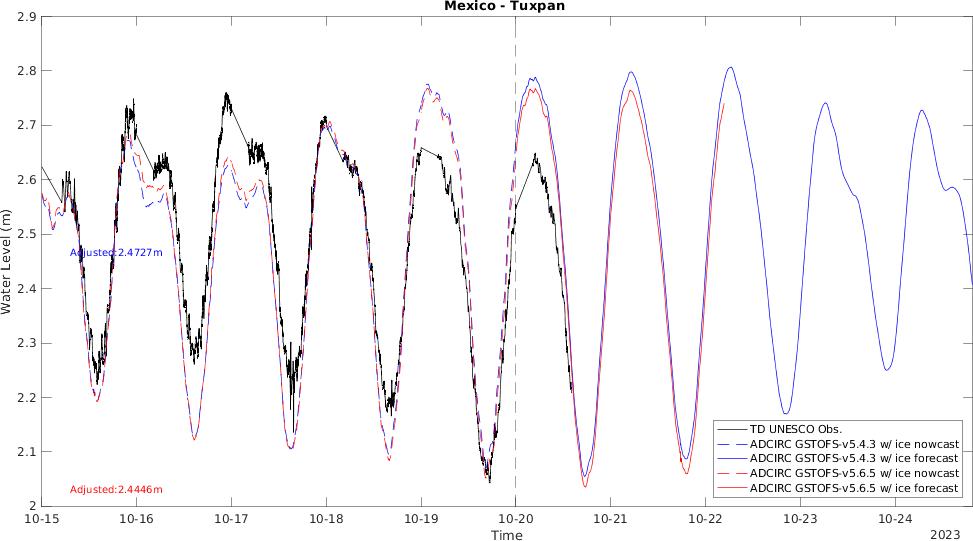 Mexico - Tuxpan
2.9
2.8
2.7
2.6
2.5
2.4
2.3
2.2
2.1
2
Water Level (m)
Adjusted:2.4727m
Adjusted:2.4446m
TD UNESCO Obs.
ADCIRC GSTOFS-v5.4.3 w/ ice nowcast
ADCIRC GSTOFS-v5.4.3 w/ ice forecast
ADCIRC GSTOFS-v5.6.5 w/ ice nowcast
ADCIRC GSTOFS-v5.6.5 w/ ice forecast
10-15 10-16 10-17 10-18 10-19 10-20 10-21 10-22 10-23 10-24
Time
2023